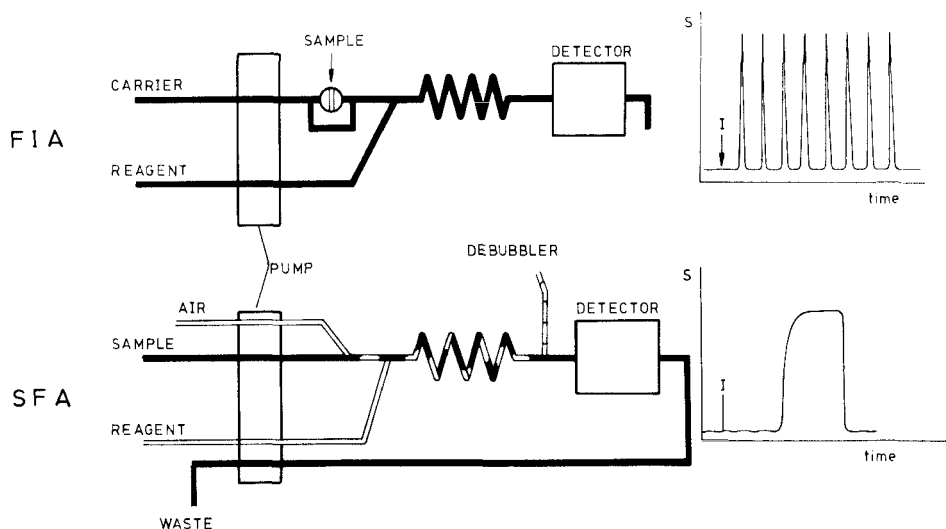 SAMPLE
DETECTOR
S
CARRIER
I
FIA
REAGENT
time
DEBUBBLER
PUMP
S
AIR
DETECTOR
SAMPLE
I
SFA
REAGENT
time
WASTE